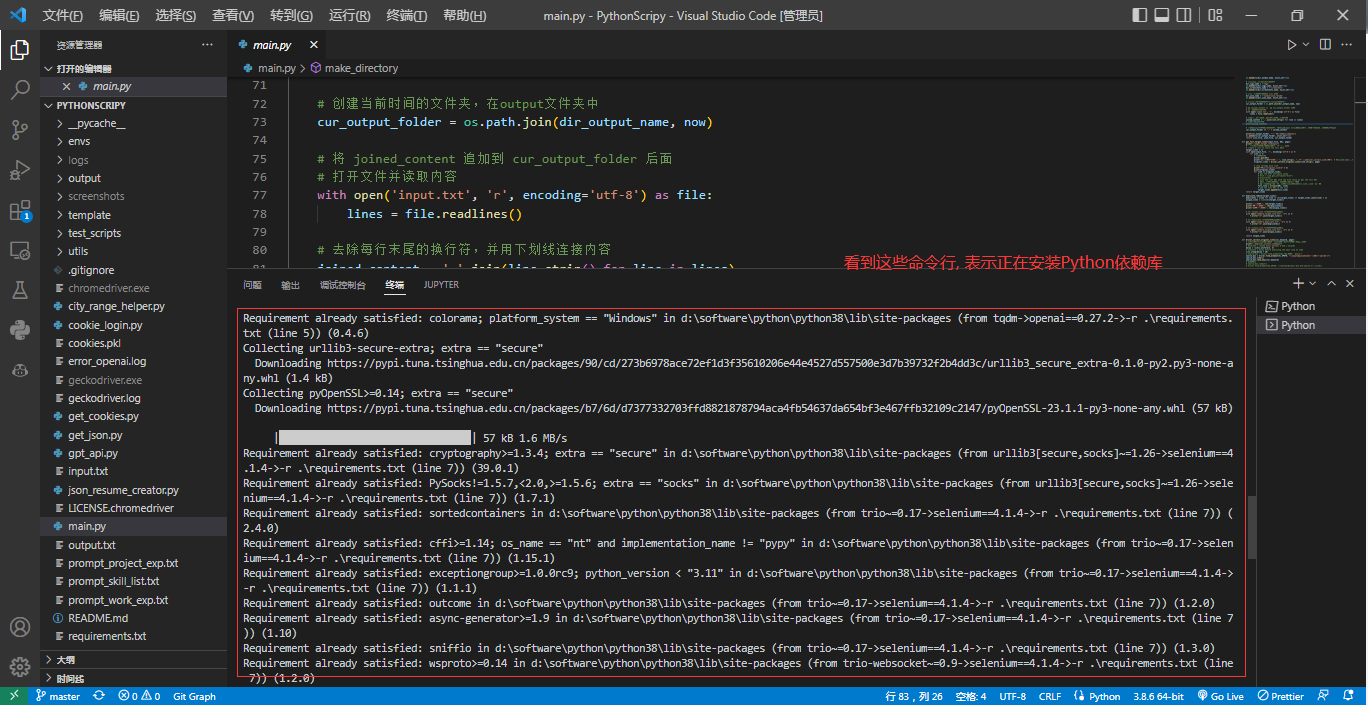 文件(F) 编辑(E) 选择(S) 查看(V) 转到(G) 运行(R) 终端(T) 帮助(H) main.py - PythonScripy - Visual Studio Code [管理员]
资源管理器
打开的编辑器
main.py
PYTHONSCRIPY
__pycache__
envs
logs
output
screenshots
template
test_scripts
utils
.gitignore
chromedriver.exe
city_range_helper.py
cookie_login.py
cookies.pkl
error_openai.log
geckodriver.exe
geckodriver.log
get_cookies.py
get_json.py
gpt_api.py
input.txt
json_resume_creator.py
LICENSE.chromedriver
main.py
output.txt
prompt_project_exp.txt
prompt_skill_list.txt
prompt_work_exp.txt
README.md
requirements.txt
大纲
时间线
1
main.py
main.py > make_directory
71
72 # 创建当前时间的文件夹，在output文件夹中
73 cur_output_folder = os.path.join(dir_output_name, now)
74
75 # 将 joined_content 追加到 cur_output_folder 后面
76 # 打开文件并读取内容
77 with open('input.txt', 'r', encoding='utf-8') as file:
78 lines = file.readlines()
79
80 # 去除每行末尾的换行符，并用下划线连接内容
81 joined_content = '_'.join(line.strip() for line in lines)
看到这些命令行, 表示正在安装Python依赖库
问题 输出 调试控制台 终端 JUPYTER
Python
Python
Requirement already satisfied: colorama; platform_system == "Windows" in d:\software\python\python38\lib\site-packages (from tqdm->openai==0.27.2->-r .\requirements.
txt (line 5)) (0.4.6)
Collecting urllib3-secure-extra; extra == "secure"
Downloading https://pypi.tuna.tsinghua.edu.cn/packages/90/cd/273b6978ace72ef1d3f35610206e44e4527d557500e3d7b39732f2b4dd3c/urllib3_secure_extra-0.1.0-py2.py3-none-a
ny.whl (1.4 kB)
Collecting pyOpenSSL>=0.14; extra == "secure"
Downloading https://pypi.tuna.tsinghua.edu.cn/packages/b7/6d/d7377332703ffd8821878794aca4fb54637da654bf3e467ffb32109c2147/pyOpenSSL-23.1.1-py3-none-any.whl (57 kB)
| | 57 kB 1.6 MB/s
Requirement already satisfied: cryptography>=1.3.4; extra == "secure" in d:\software\python\python38\lib\site-packages (from urllib3[secure,socks]~=1.26->selenium==4
.1.4->-r .\requirements.txt (line 7)) (39.0.1)
Requirement already satisfied: PySocks!=1.5.7,<2.0,>=1.5.6; extra == "socks" in d:\software\python\python38\lib\site-packages (from urllib3[secure,socks]~=1.26->sele
nium==4.1.4->-r .\requirements.txt (line 7)) (1.7.1)
Requirement already satisfied: sortedcontainers in d:\software\python\python38\lib\site-packages (from trio~=0.17->selenium==4.1.4->-r .\requirements.txt (line 7)) (
2.4.0)
Requirement already satisfied: cffi>=1.14; os_name == "nt" and implementation_name != "pypy" in d:\software\python\python38\lib\site-packages (from trio~=0.17->selen
ium==4.1.4->-r .\requirements.txt (line 7)) (1.15.1)
Requirement already satisfied: exceptiongroup>=1.0.0rc9; python_version < "3.11" in d:\software\python\python38\lib\site-packages (from trio~=0.17->selenium==4.1.4->
-r .\requirements.txt (line 7)) (1.1.1)
Requirement already satisfied: outcome in d:\software\python\python38\lib\site-packages (from trio~=0.17->selenium==4.1.4->-r .\requirements.txt (line 7)) (1.2.0)
Requirement already satisfied: async-generator>=1.9 in d:\software\python\python38\lib\site-packages (from trio~=0.17->selenium==4.1.4->-r .\requirements.txt (line 7
)) (1.10)
Requirement already satisfied: sniffio in d:\software\python\python38\lib\site-packages (from trio~=0.17->selenium==4.1.4->-r .\requirements.txt (line 7)) (1.3.0)
Requirement already satisfied: wsproto>=0.14 in d:\software\python\python38\lib\site-packages (from trio-websocket~=0.9->selenium==4.1.4->-r .\requirements.txt (line
7)) (1.2.0)
master 0 0 Git Graph 行 83，列 26 空格: 4 UTF-8 CRLF Python 3.8.6 64-bit Go Live Prettier